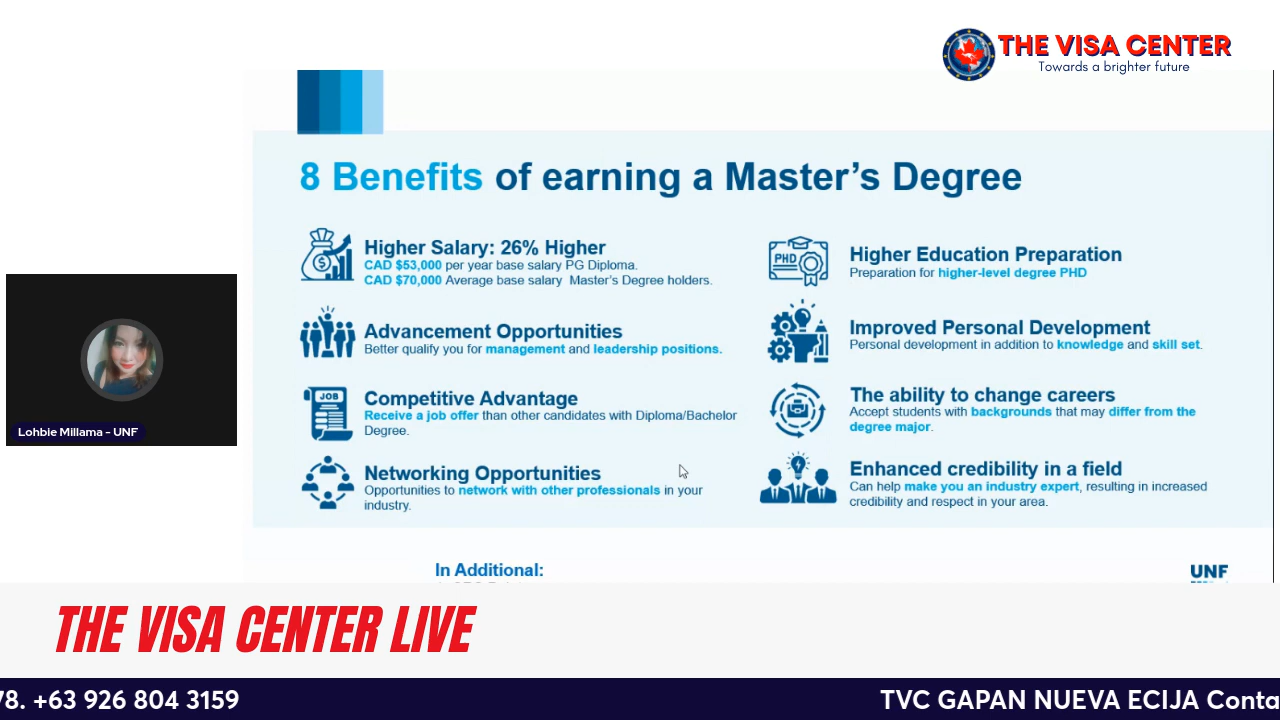 THE VISA CENTER
Towards a brighter future
8 Benefits of earning a Master's Degree
Higher Salary: 26% Higher
CAD $53,000 per year base salary PG Diploma.
CAD $70,000 Average base salary Master's Degree holders.
Advancement Opportunities
Better qualify you for management and leadership positions.
JOB
Competitive Advantage
Receive a job offer than other candidates with Diploma/Bachelor
Degree.
Networking Opportunities
Opportunities to network with other professionals in your
industry.
PHD
Higher Education Preparation
Preparation for higher-level degree PHD
Improved Personal Development
Personal development in addition to knowledge and skill set.
The ability to change careers
Accept students with backgrounds that may differ from the
degree major.
Enhanced credibility in a field
Can help make you an industry expert, resulting in increased
credibility and respect in your area.
Lohbie Millama - UNF
In Additional:
UNF
THE VISA CENTER LIVE
78. +63 926 804 3159
TVC GAPAN NUEVA ECIJA Conta